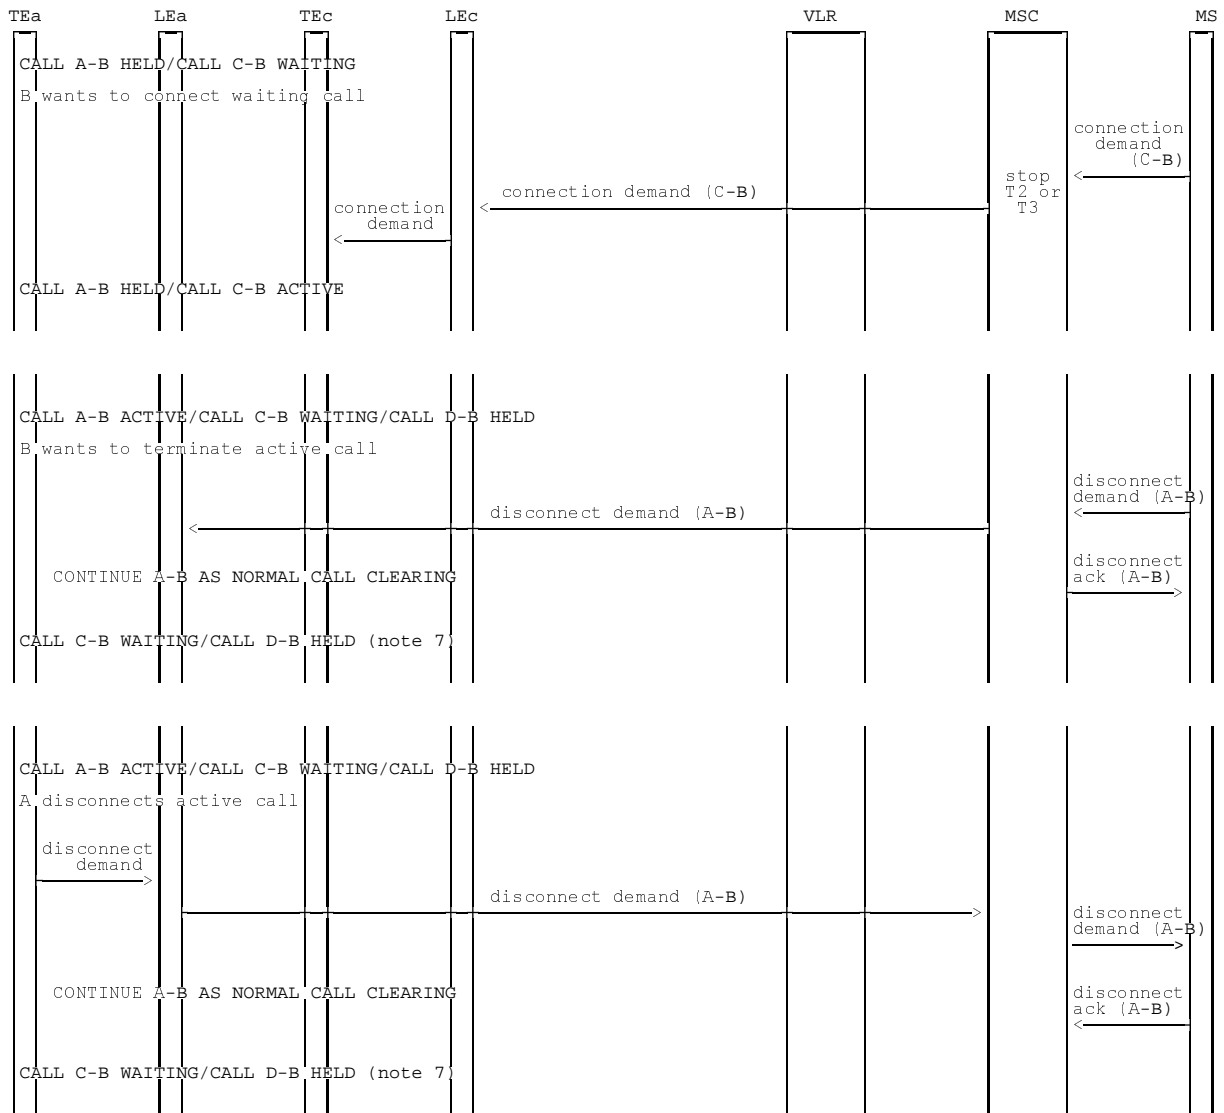 TEa LEa TEc LEc VLR MSC MS
CALL A-B HELD/CALL C-B WAITING
B wants to connect waiting call
connection
demand
(C-B)
stop
T2 or
T3
connection demand (C-B)
connection
demand
CALL A-B HELD/CALL C-B ACTIVE
CALL A-B ACTIVE/CALL C-B WAITING/CALL D-B HELD
B wants to terminate active call
disconnect
demand (A-B)
disconnect demand (A-B)
disconnect
ack (A-B)
CONTINUE A-B AS NORMAL CALL CLEARING
CALL C-B WAITING/CALL D-B HELD (note 7)
CALL A-B ACTIVE/CALL C-B WAITING/CALL D-B HELD
A disconnects active call
disconnect
demand
disconnect demand (A-B)
disconnect
demand (A-B)
CONTINUE A-B AS NORMAL CALL CLEARING
disconnect
ack (A-B)
CALL C-B WAITING/CALL D-B HELD (note 7)